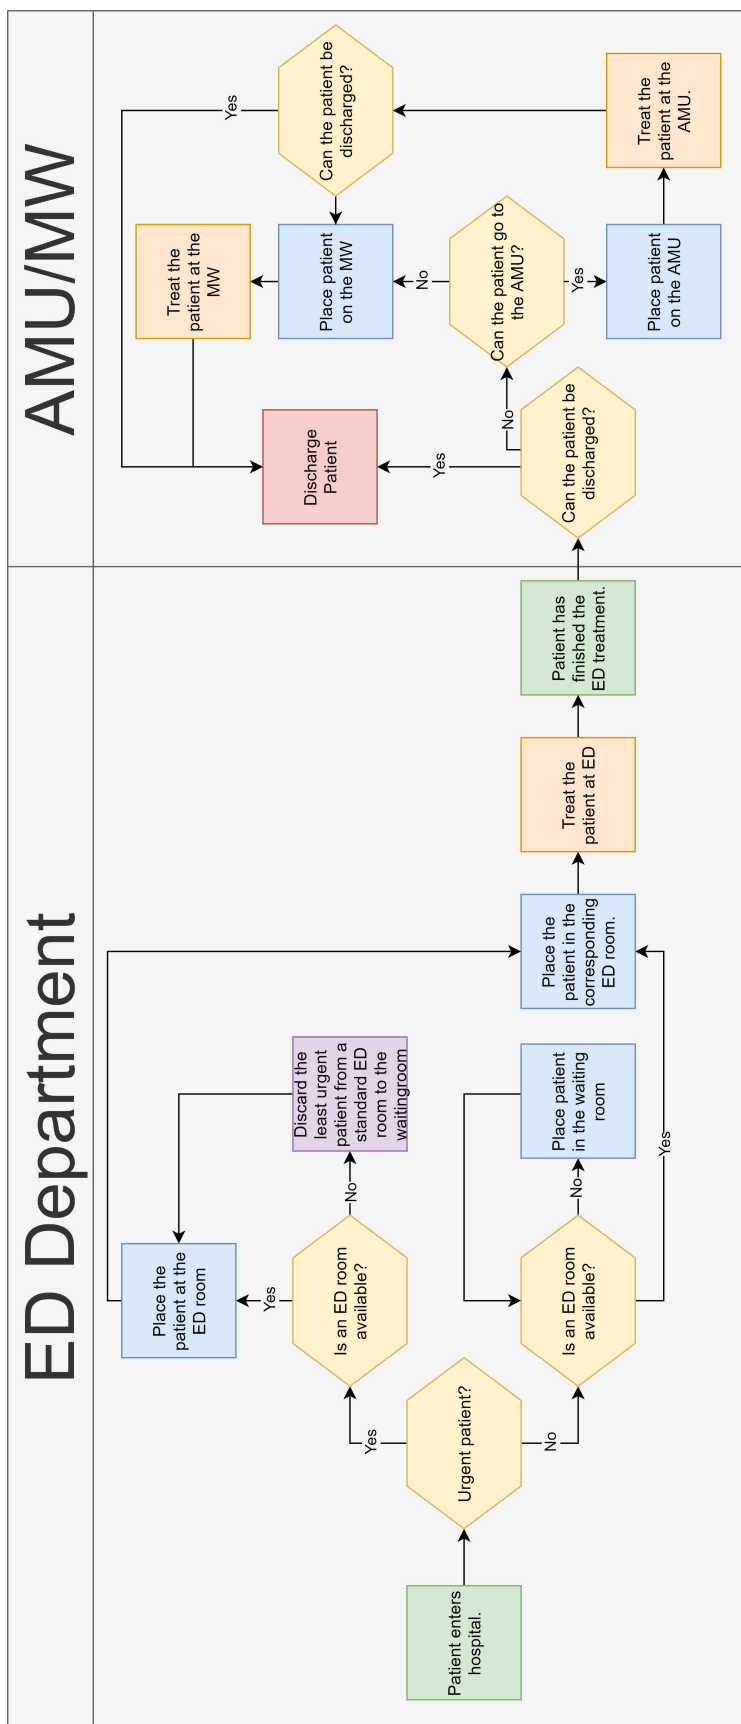 ED Department
AMU/MW
Patient enters
hospital.
Urgent patient?
Yes
No
Is an ED room
available?
Yes
No
Place the
patient at the
ED room
Discard the
least urgent
patient from a
standard ED
room to the
waitingroom
Is an ED room
available?
No
Yes
Place patient
in the waiting
room
Place the
patient in the
corresponding
ED room.
Treat the
patient at ED
Patient has
finished the
ED treatment.
Can the patient be
discharged?
Yes
No
Discharge
Patient
Can the patient go to
the AMU?
No
Yes
Place patient
on the MW
Treat the
patient at the
MW
Place patient
on the AMU
Treat the
patient at the
AMU.
Can the patient be
discharged?
Yes